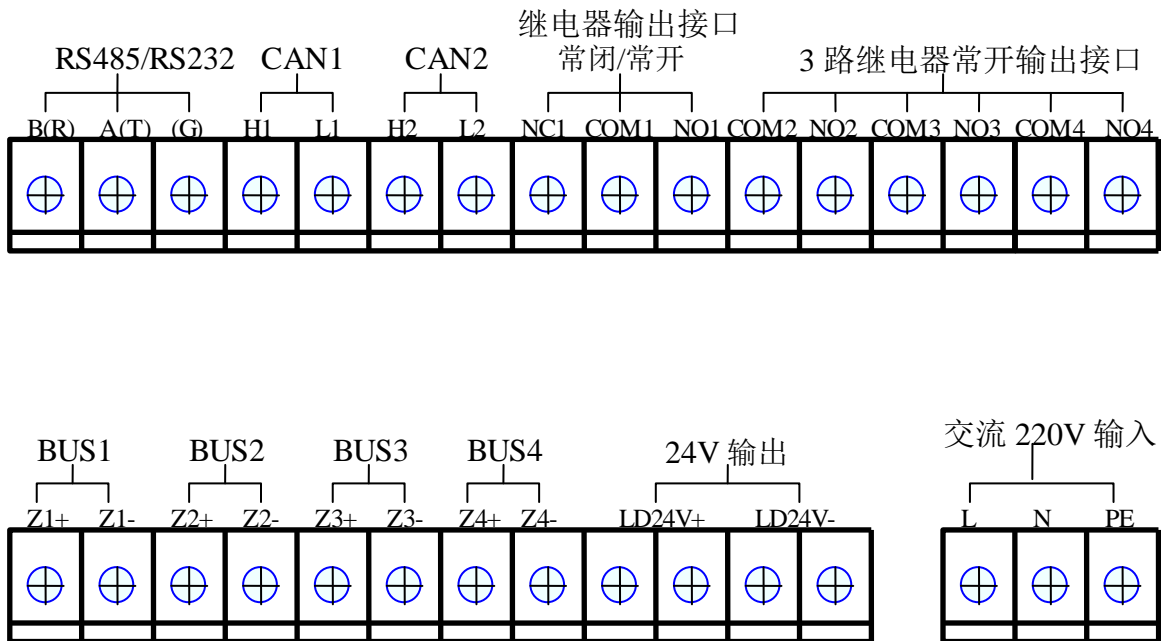 继电器输出接口
RS485/RS232 CAN1 CAN2 常闭/常开 3 路继电器常开输出接口
B(R) A(T) (G) H1 L1 H2 L2 NC1 COM1 NO1 COM2 NO2 COM3 NO3 COM4 NO4
BUS1 BUS2 BUS3 BUS4 24V 输出 交流 220V 输入
Z1+ Z1- Z2+ Z2- Z3+ Z3- Z4+ Z4- LD24V+ LD24V- L N PE